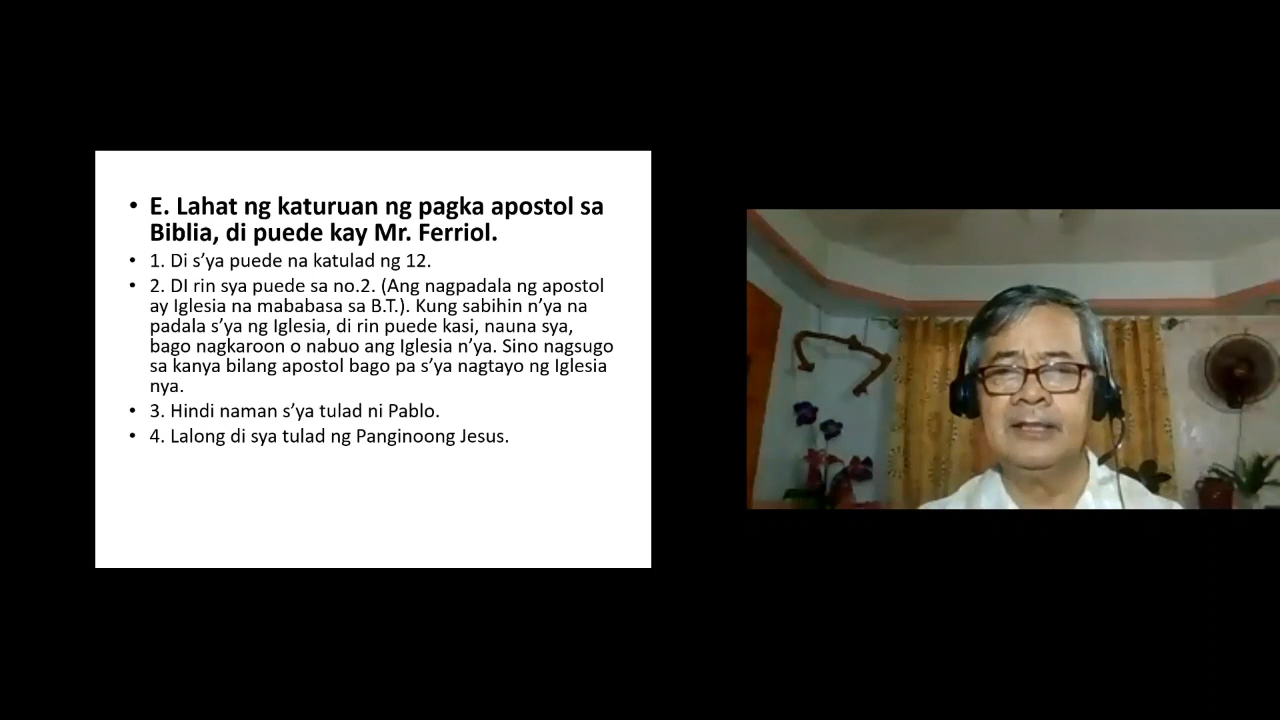 • E. Lahat ng katuruan ng pagka apostol sa
Biblia, di puede kay Mr. Ferriol.
• 1. Di s’ya puede na katulad ng 12.
• 2. DI rin sya puede sa no.2. (Ang nagpadala ng apostol
ay Iglesia na mababasa sa B.T.). Kung sabihin n’ya na
padala s’ya ng Iglesia, di rin puede kasi, nauna sya,
bago nagkaroon o nabuo ang Iglesia n’ya. Sino nagsugo
sa kanya bilang apostol bago pa s’ya nagtayo ng Iglesia
nya.
• 3. Hindi naman s’ya tulad ni Pablo.
• 4. Lalong di sya tulad ng Panginoong Jesus.